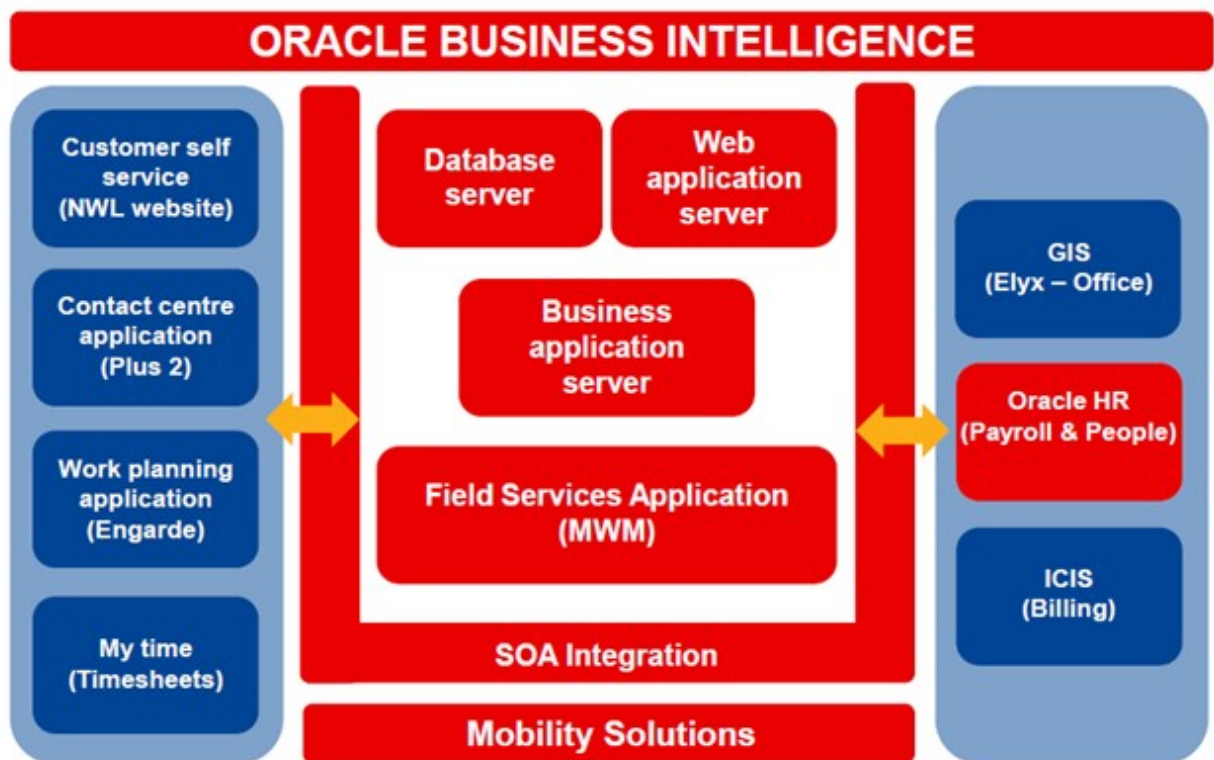 ORACLE BUSINESS INTELLIGENCE
Customer self
service
(NWL website)
Contact centre
application
(Plus 2)
Work planning
application
(Engarde)
My time
(Timesheets)
Database
server
Web
application
server
Business
application
server
Field Services Application
(MWM)
SOA Integration
Mobility Solutions
GIS
(Elyx – Office)
Oracle HR
(Payroll & People)
ICIS
(Billing)